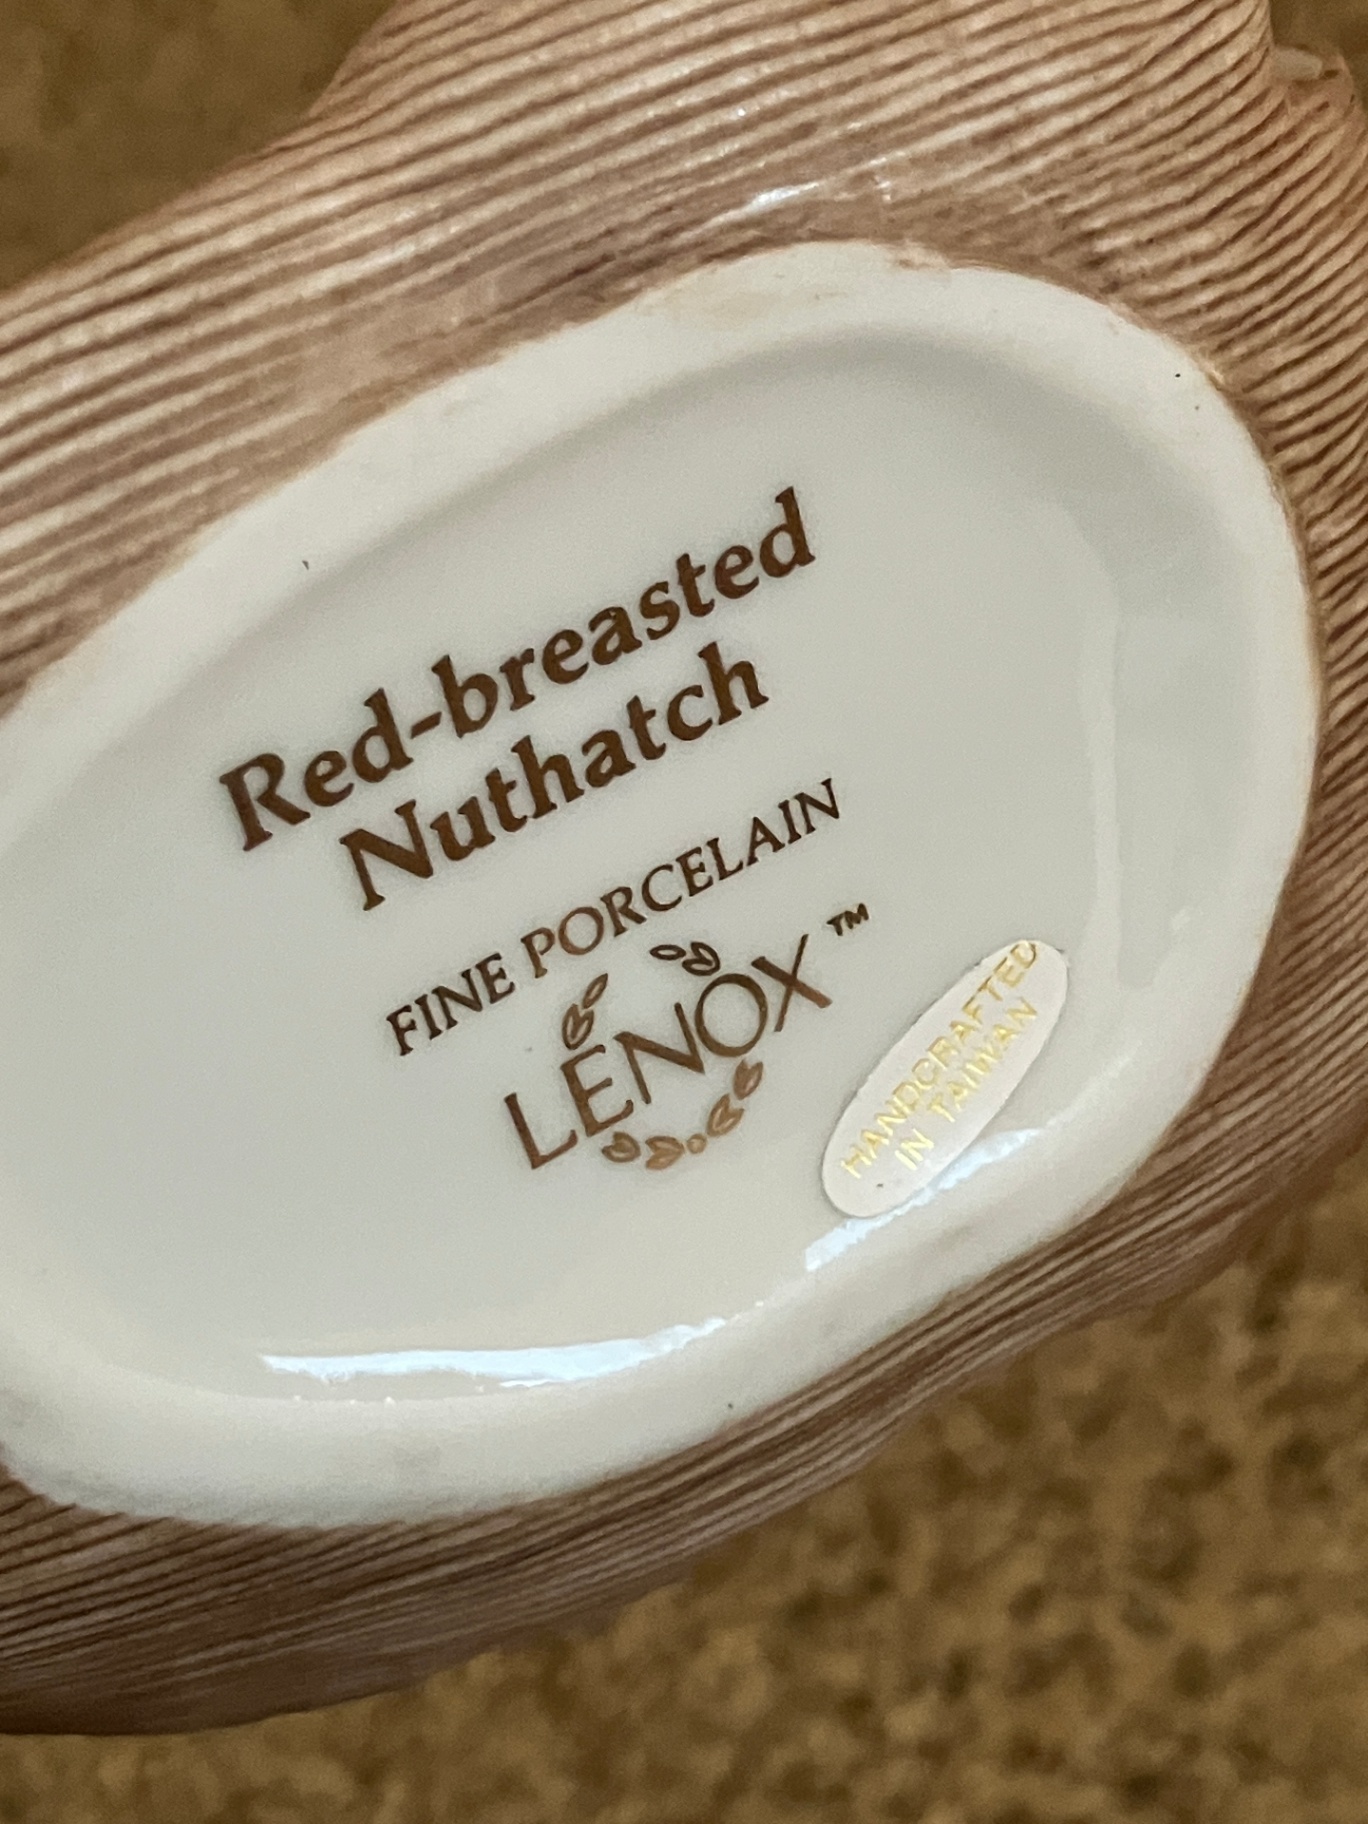 Red-breasted
Nuthatch
FINE PORCELAIN
LENOX™
HANDCRAFTED
IN TAIWAN